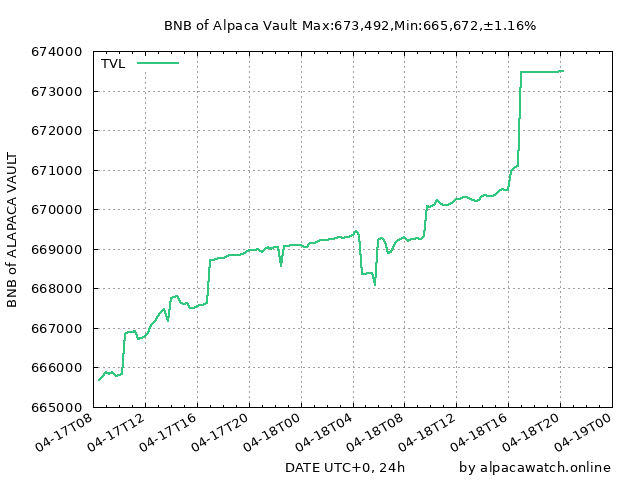 BNB of Alpaca Vault Max:673,492,Min:665,672,±1.16%
TVL
BNB of ALAPACA VAULT
674000
673000
672000
671000
670000
669000
668000
667000
666000
665000
04-17T08
04-17T12
04-17T16
04-17T20
04-18T00
04-18T04
04-18T08
04-18T12
04-18T16
04-18T20
04-19T00
DATE UTC+0, 24h
by alpacawatch.online